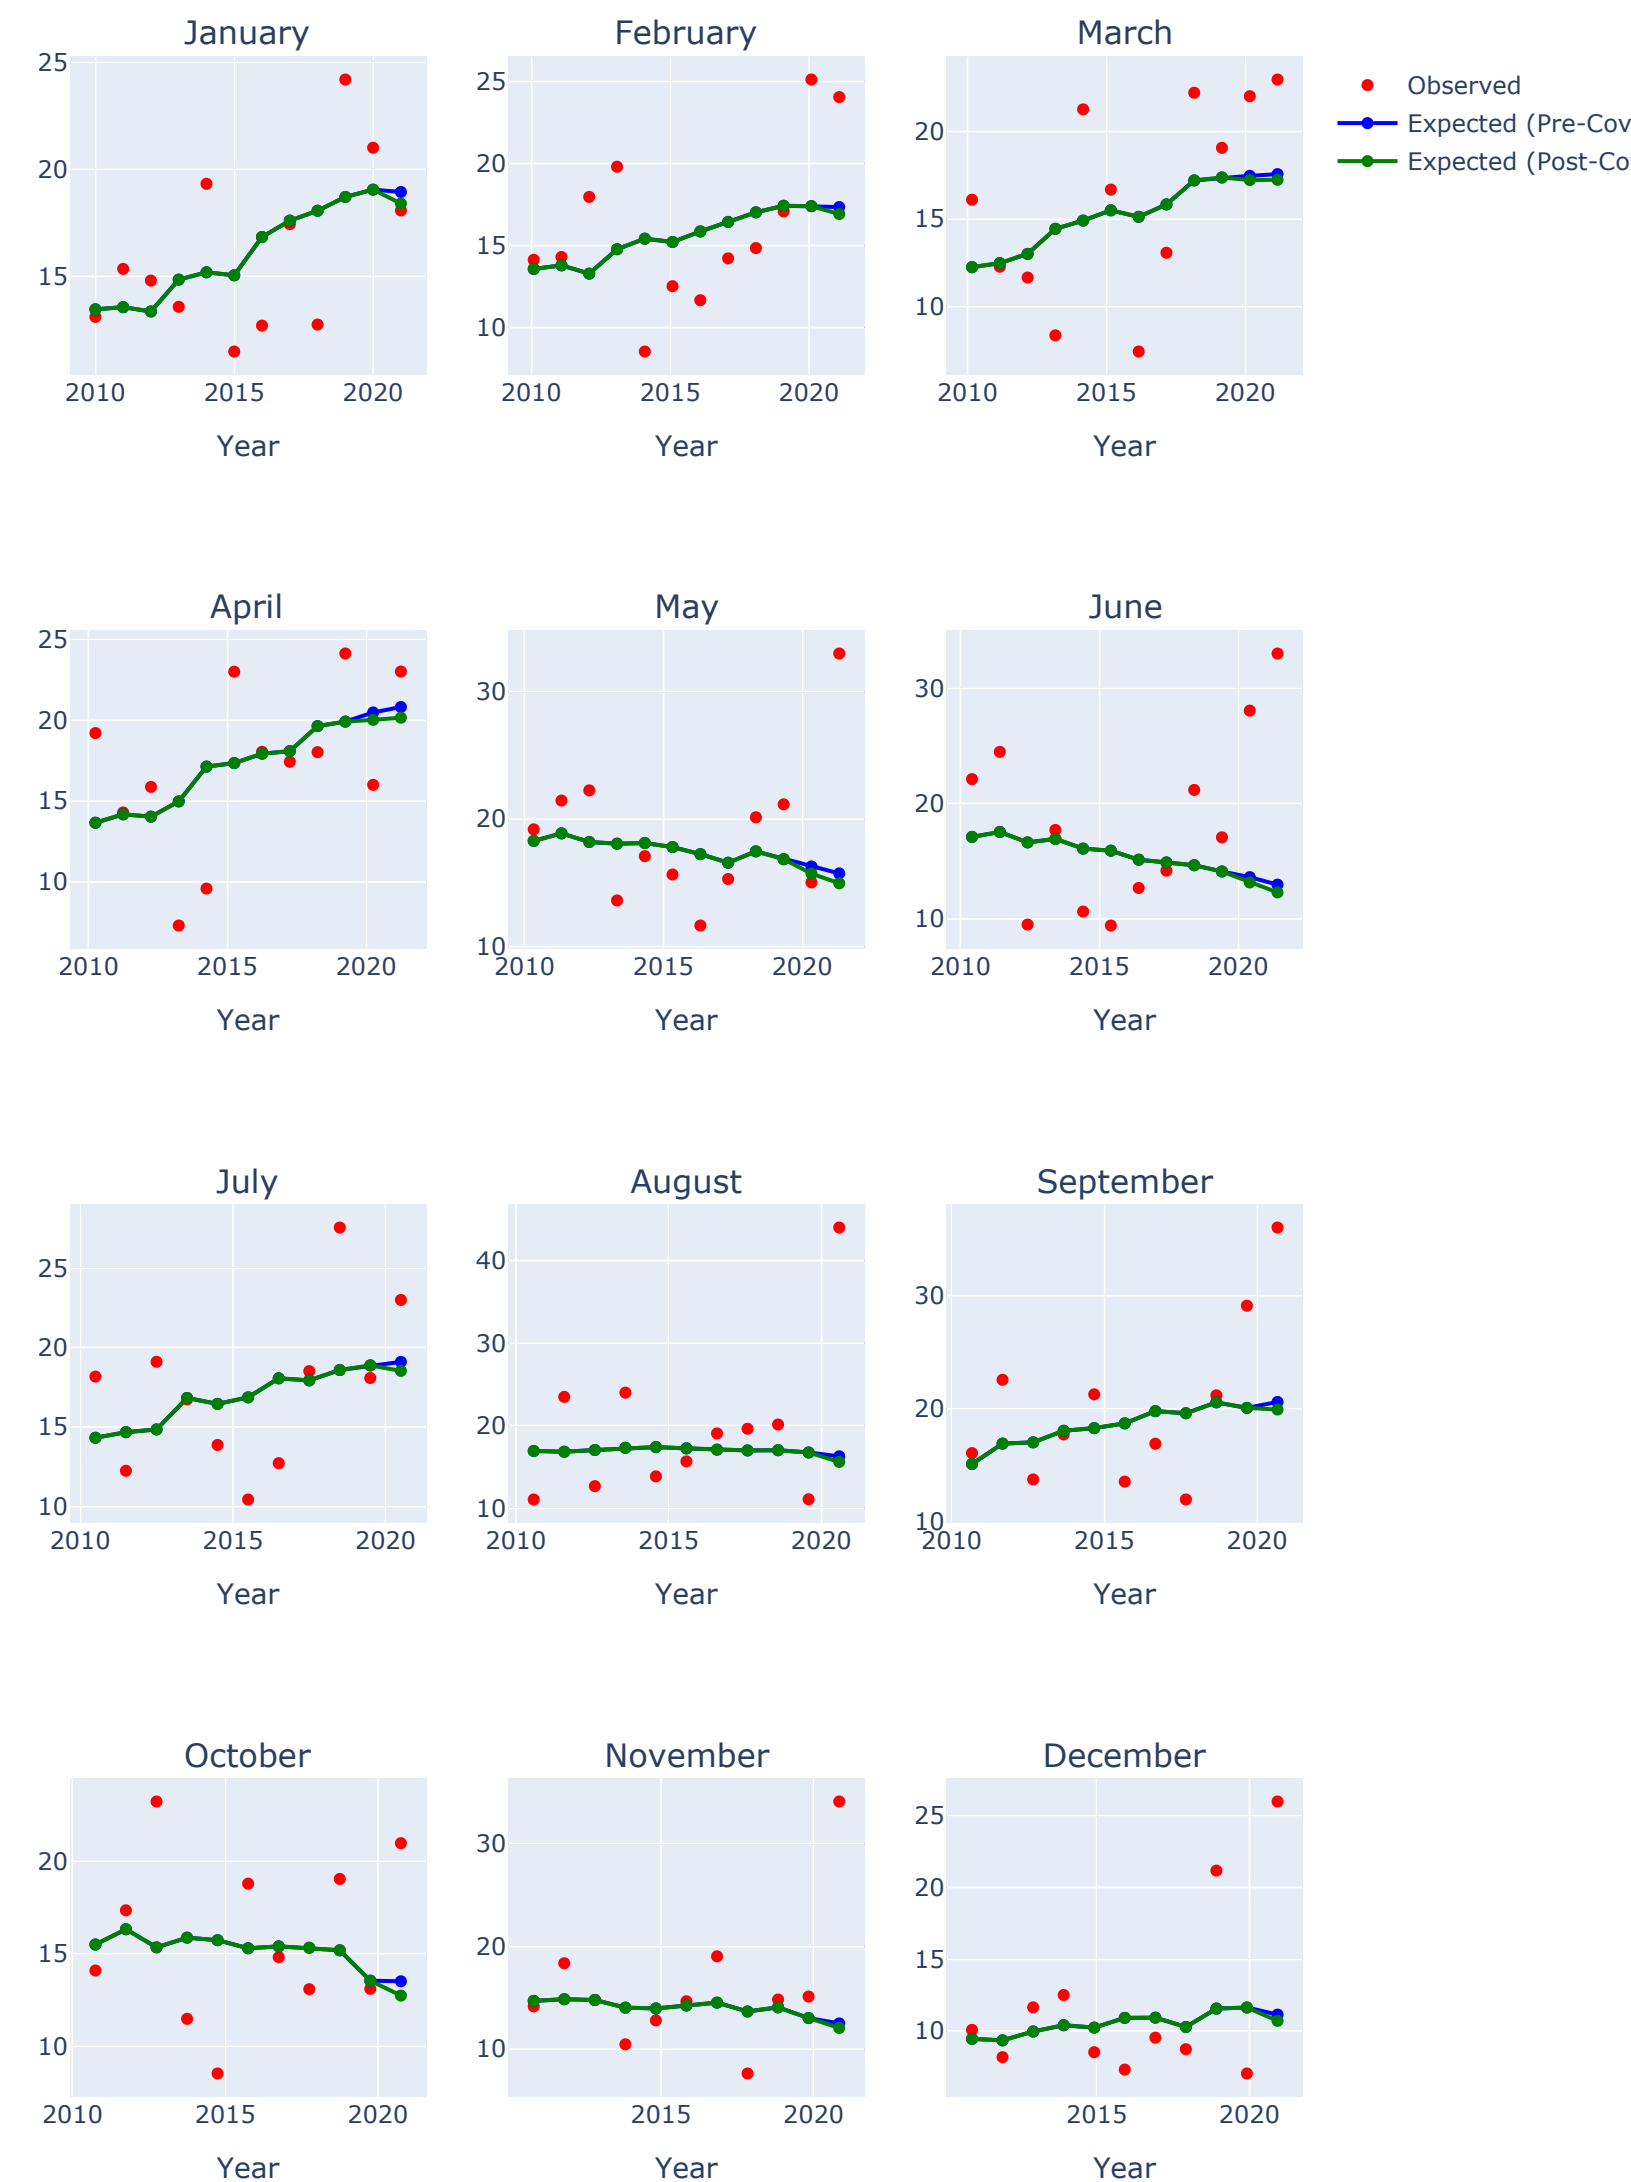 January
February
March
25
20
15
2010
2015
2020
Year
25
20
15
10
2010
2015
2020
Year
20
10
2010
2015
2020
Year
Observed
Expected (Pre-Cov
Expected (Post-Co
April
May
June
25
20
15
10
2010
2015
2020
Year
30
20
10
2010
2015
2020
Year
30
20
10
2010
2015
2020
Year
July
August
September
25
20
15
10
2010
2015
2020
Year
40
30
20
10
2010
2015
2020
Year
30
20
10
2010
2015
2020
Year
October
November
December
20
15
10
2010
2015
2020
Year
30
20
10
2015
2020
Year
25
20
15
10
2015
2020
Year